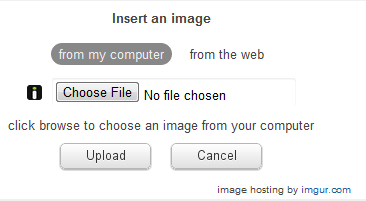 Insert an image
from my computer from the web
i Choose File No file chosen
click browse to choose an image from your computer
Upload Cancel
image hosting by imgur.com